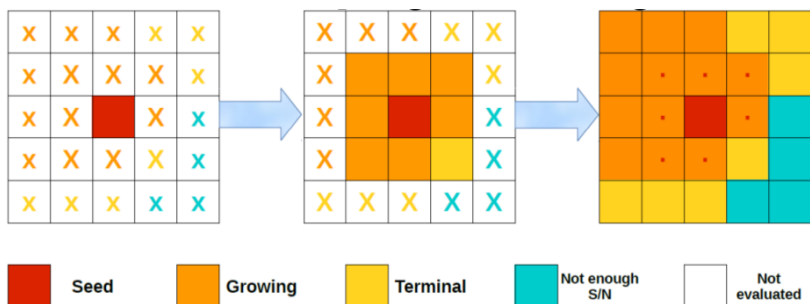 X X X X X
X X X X X
X X X X
X X X X X
X X X X X
X X X X X
X X
X X
X X
X X X X X
Seed
Growing
Terminal
Not enough
S/N
Not
evaluated